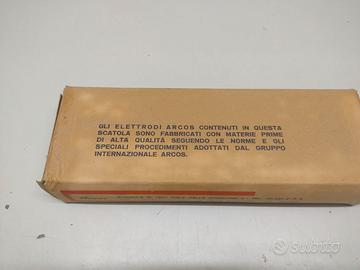 GLI ELETTRODI ARCOS CONTENUTI IN QUESTA
SCATOLA SONO FABBRICATI CON MATERIE PRIME
DI ALTA QUALITÀ SEGUENDO LE NORME E GLI
SPECIALI PROCEDIMENTI ADOTTATI DAL GRUPPO
INTERNAZIONALE ARCOS.
subito